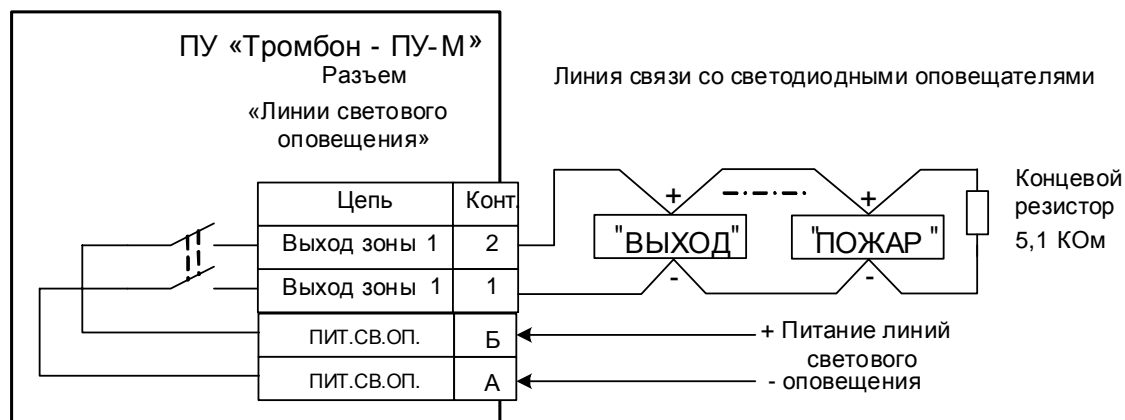 ПУ «Тромбон - ПУ-М»
Разъем
«Линии светового
оповещения»
Линия связи со светодиодными оповещателями
Цепь Конт.
Выход зоны 1 2
Выход зоны 1 1
ПИТ.СВ.ОП. Б
ПИТ.СВ.ОП. А
+
"ВЫХОД"
-
+
"ПОЖАР"
-
Концевой
резистор
5,1 КОм
+ Питание линий
светового
- оповещения